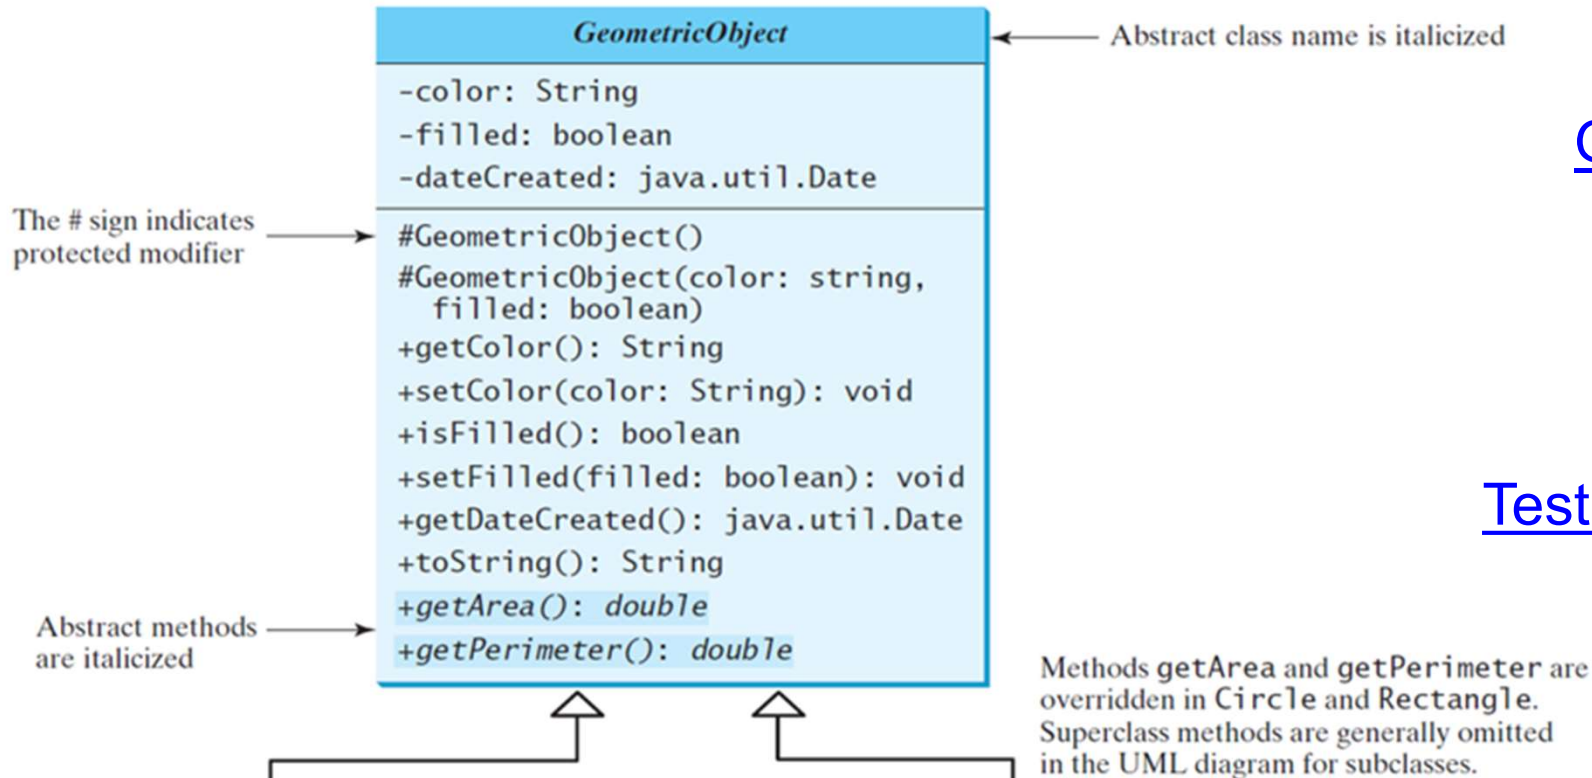 GeometricObject
Abstract class name is italicized
-color: String
-filled: boolean
-dateCreated: java.util.Date
The # sign indicates
protected modifier
#GeometricObject()
#GeometricObject(color: string,
filled: boolean)
+getColor(): String
+setColor(color: String): void
+isFilled(): boolean
+setFilled(filled: boolean): void
+getDateCreated(): java.util.Date
+toString(): String
Test
Abstract methods
are italicized
+getArea(): double
+getPerimeter(): double
Methods getArea and getPerimeter are
overridden in Circle and Rectangle.
Superclass methods are generally omitted
in the UML diagram for subclasses.